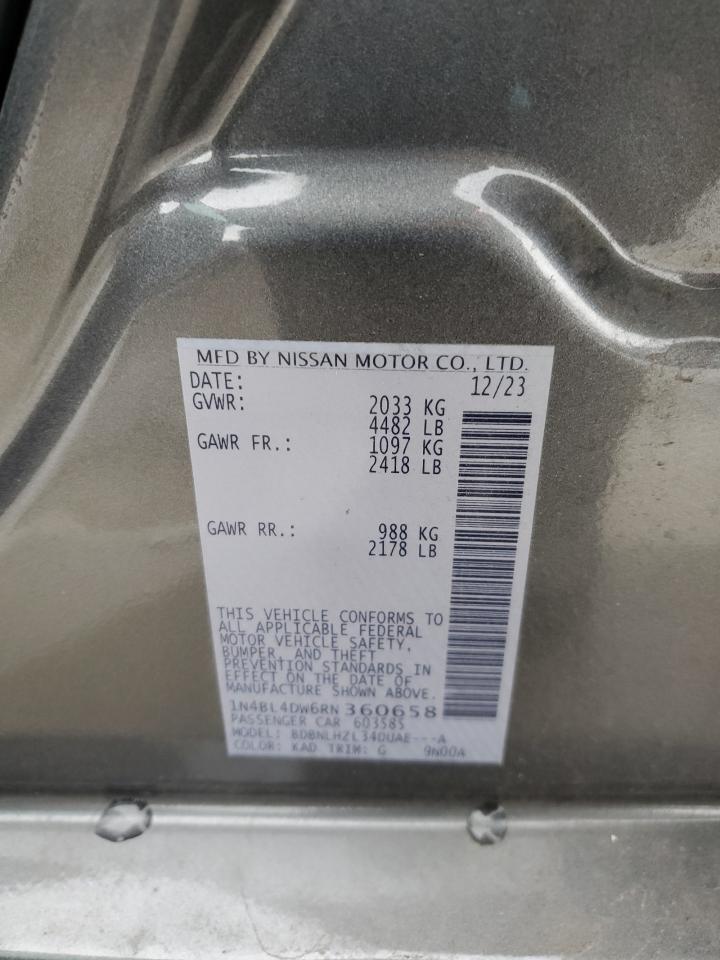 MFD BY NISSAN MOTOR CO., LTD.
DATE: 12/23
GVWR: 2033 KG
4482 LB
GAWR FR.: 1097 KG
2418 LB
GAWR RR.: 988 KG
2178 LB
THIS VEHICLE CONFORMS TO
ALL APPLICABLE FEDERAL
MOTOR VEHICLE SAFETY,
BUMPER, AND THEFT
PREVENTION STANDARDS IN
EFFECT ON THE DATE OF
MANUFACTURE SHOWN ABOVE.
1N4BL4DW6RN360658
PASSENGER CAR 603585
MODEL: BDBNLHZL34DUAE---A
COLOR: KAD TRIM: G 9N00A